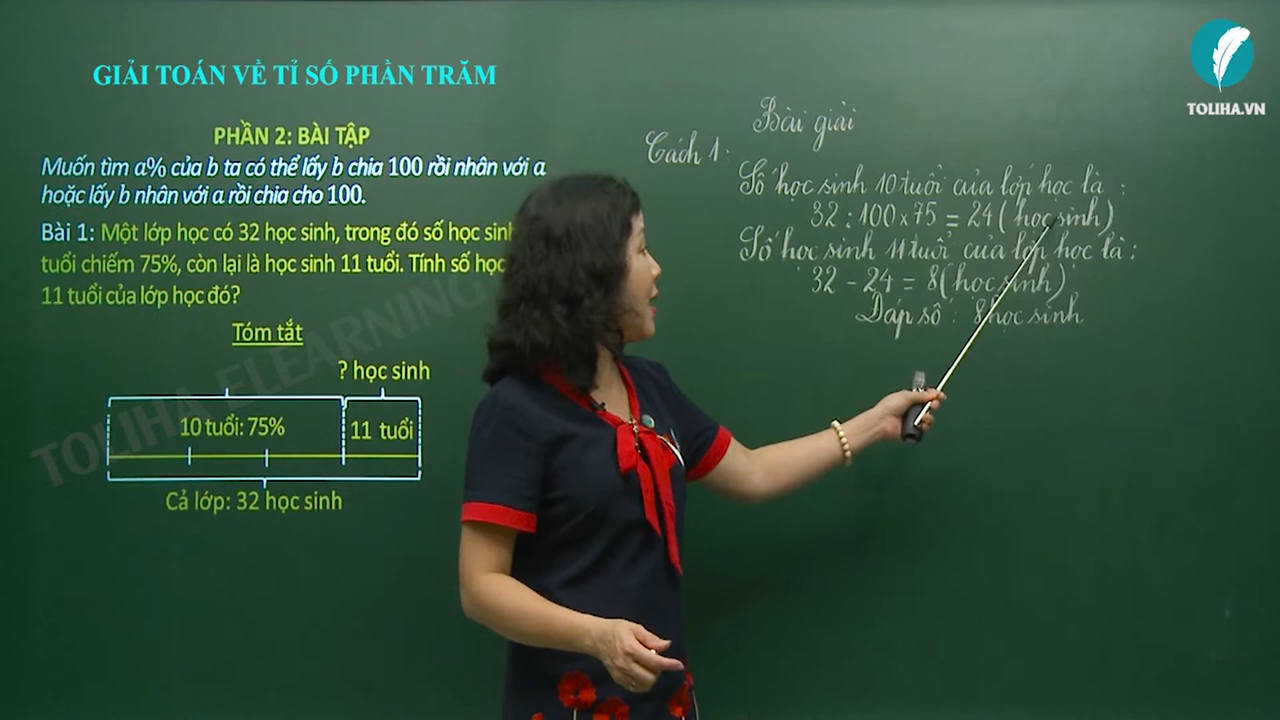 GIẢI TOÁN VỀ TỈ SỐ PHẦN TRĂM
TOLIHA.VN
PHẦN 2: BÀI TẬP
Muốn tìm a% của b ta có thể lấy b chia 100 rồi nhân với a
hoặc lấy b nhân với a rồi chia cho 100.
Bài 1: Một lớp học có 32 học sinh, trong đó số học sinh
tuổi chiếm 75%, còn lại là học sinh 11 tuổi. Tính số học
11 tuổi của lớp học đó?
Tóm tắt
? học sinh
10 tuổi: 75%
11 tuổi
Cả lớp: 32 học sinh
TOLIHA ELEARNING
Bài giải
Cách 1:
Số học sinh 10 tuổi của lớp học là :
32 : 100 x 75 = 24 (học sinh)
Số học sinh 11 tuổi của lớp học là :
32 - 24 = 8 (học sinh)
Đáp số : 8 học sinh